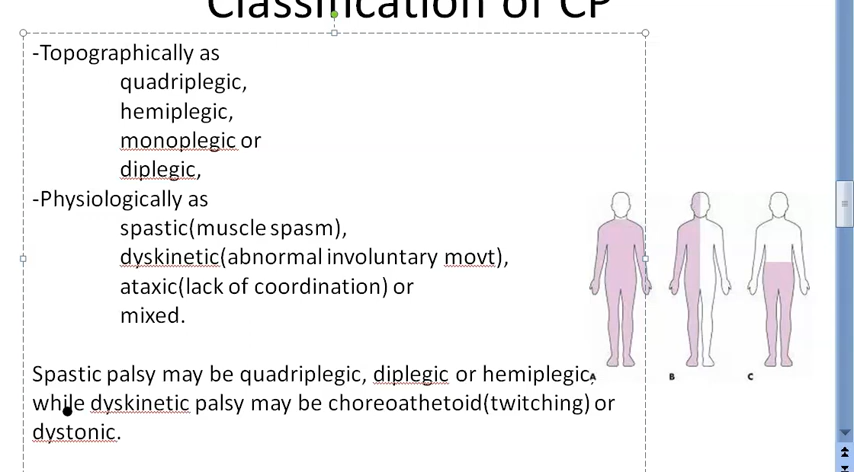 Classification of CP
-Topographically as
quadriplegic,
hemiplegic,
monoplegic or
diplegic,
-Physiologically as
spastic(muscle spasm),
dyskinetic(abnormal involuntary movt),
ataxic(lack of coordination) or
mixed.
Spastic palsy may be quadriplegic, diplegic or hemiplegic,
while dyskinetic palsy may be choreoathetoid(twitching) or
dystonic.
A B C